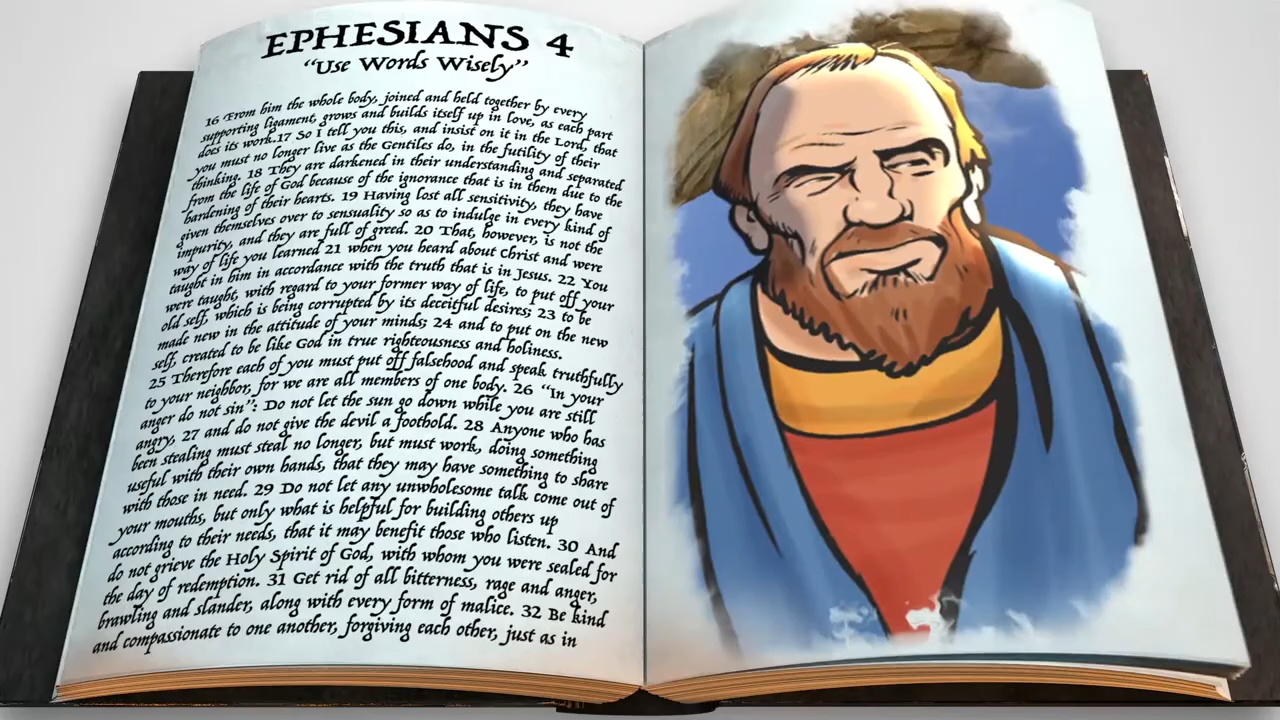 EPHESIANS 4
“Use Words Wisely”
16 From him the whole body, joined and held together by every
supporting ligament, grows and builds itself up in love, as each part
does its work.17 So I tell you this, and insist on it in the Lord, that
you must no longer live as the Gentiles do, in the futility of their
thinking. 18 They are darkened in their understanding and separated
from the life of God because of the ignorance that is in them due to the
hardening of their hearts. 19 Having lost all sensitivity, they have
given themselves over to sensuality so as to indulge in every kind of
impurity, and they are full of greed. 20 That, however, is not the
way of life you learned 21 when you heard about Christ and were
taught in him in accordance with the truth that is in Jesus. 22 You
were taught, with regard to your former way of life, to put off your
old self, which is being corrupted by its deceitful desires; 23 to be
made new in the attitude of your minds; 24 and to put on the new
self, created to be like God in true righteousness and holiness.
25 Therefore each of you must put off falsehood and speak truthfully
to your neighbor, for we are all members of one body. 26 “In your
anger do not sin”: Do not let the sun go down while you are still
angry, 27 and do not give the devil a foothold. 28 Anyone who has
been stealing must steal no longer, but must work, doing something
useful with their own hands, that they may have something to share
with those in need. 29 Do not let any unwholesome talk come out of
your mouths, but only what is helpful for building others up
according to their needs, that it may benefit those who listen. 30 And
do not grieve the Holy Spirit of God, with whom you were sealed for
the day of redemption. 31 Get rid of all bitterness, rage and anger,
brawling and slander, along with every form of malice. 32 Be kind
and compassionate to one another, forgiving each other, just as in